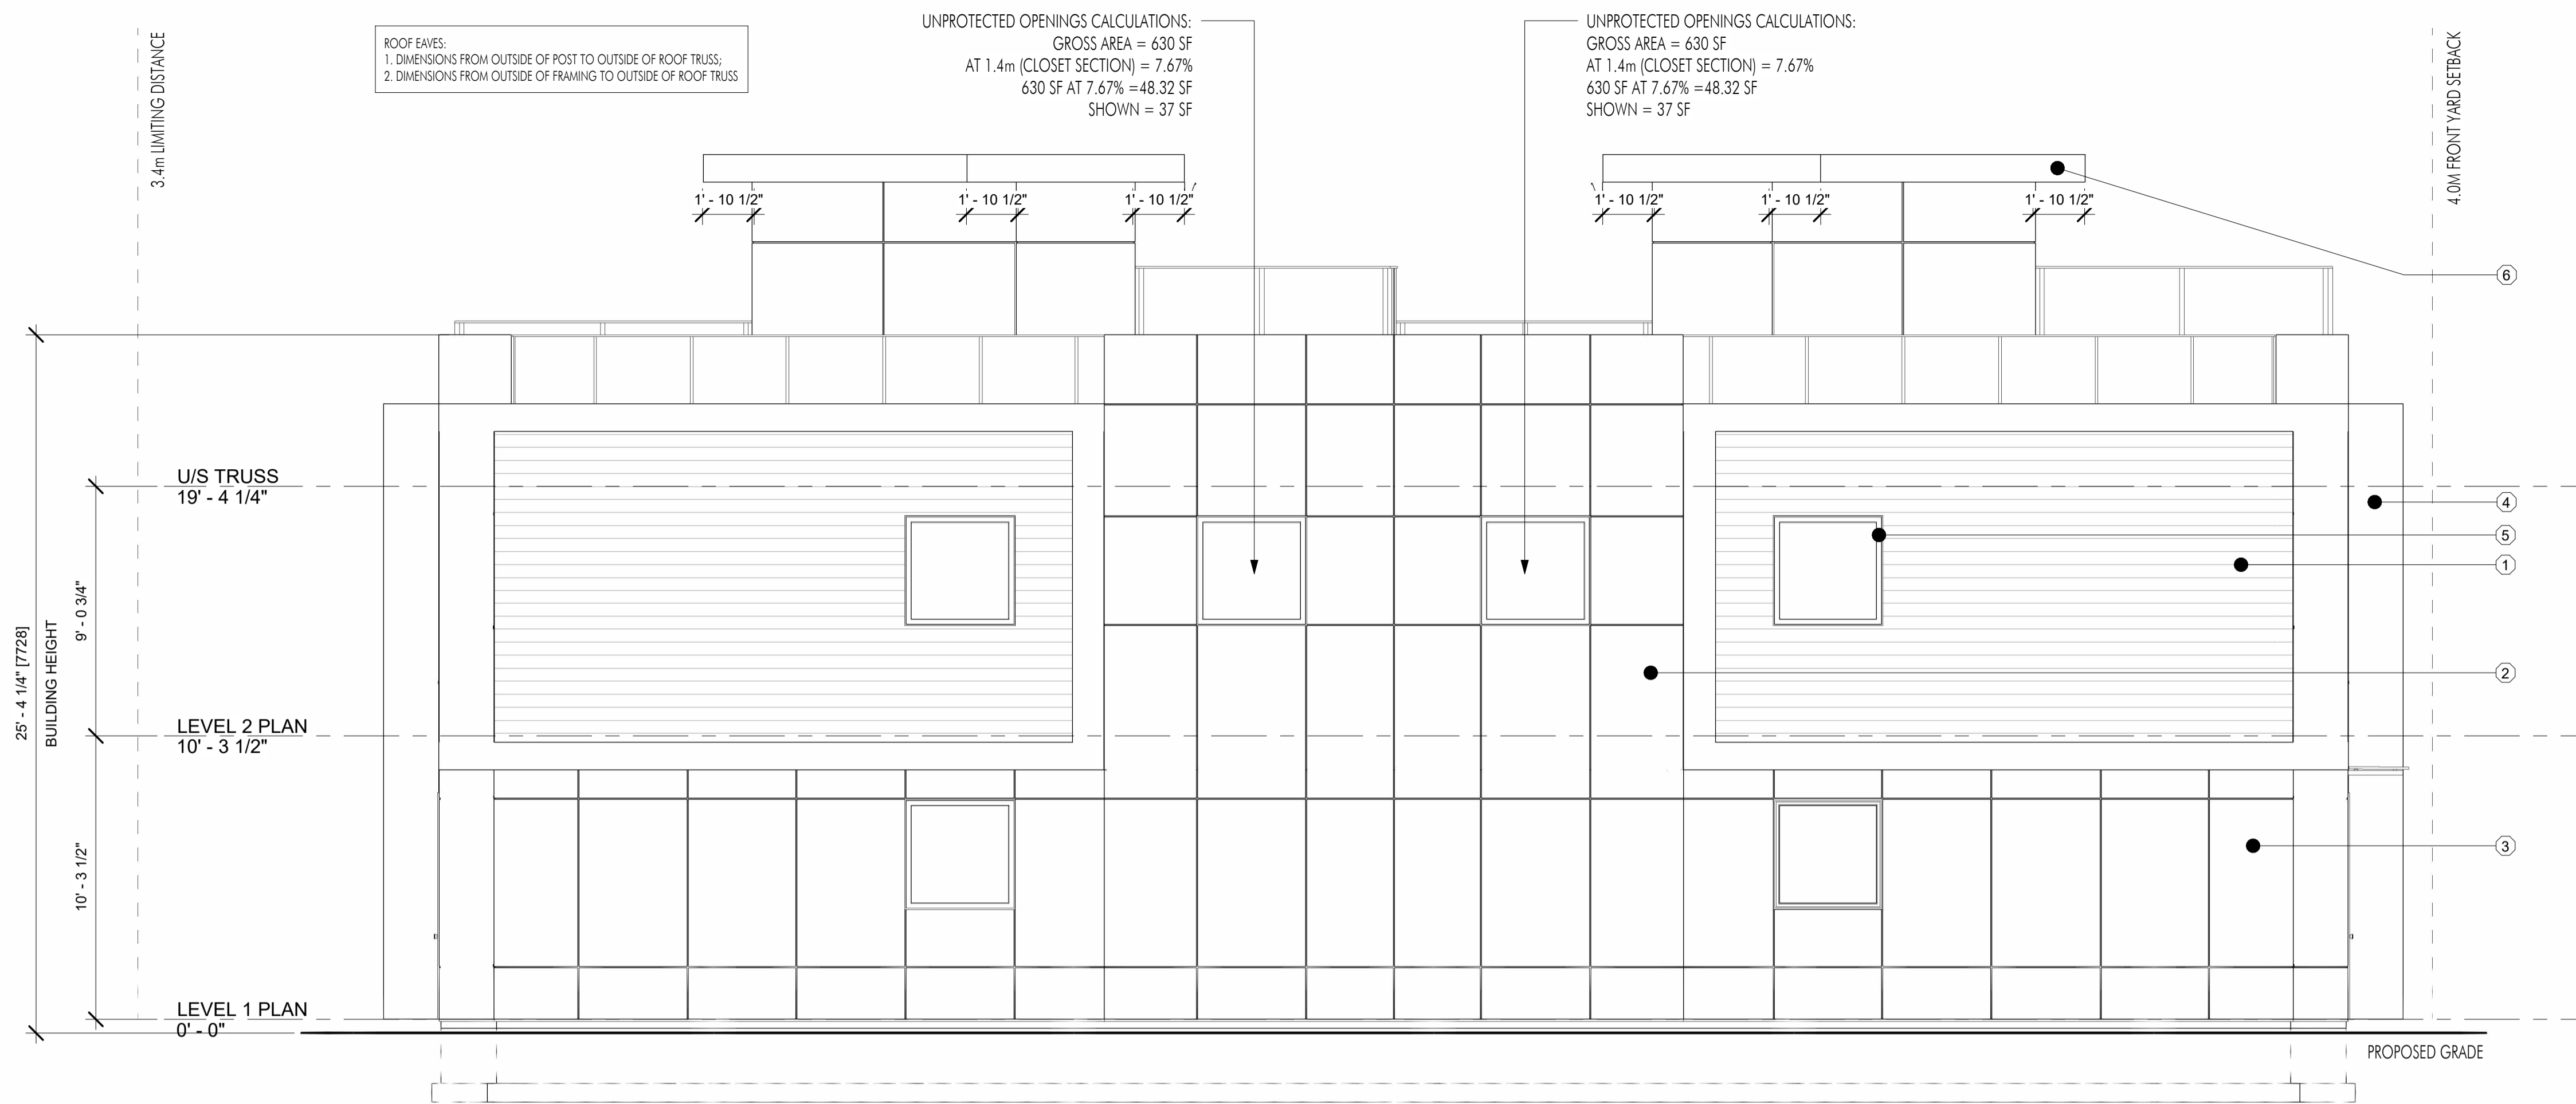 UNPROTECTED OPENINGS CALCULATIONS:
GROSS AREA = 630 SF
AT 1.4m (CLOSET SECTION) = 7.67%
630 SF AT 7.67% =48.32 SF
SHOWN = 37 SF
UNPROTECTED OPENINGS CALCULATIONS:
GROSS AREA = 630 SF
AT 1.4m (CLOSET SECTION) = 7.67%
630 SF AT 7.67% =48.32 SF
SHOWN = 37 SF
ROOF EAVES:
1. DIMENSIONS FROM OUTSIDE OF POST TO OUTSIDE OF ROOF TRUSS;
2. DIMENSIONS FROM OUTSIDE OF FRAMING TO OUTSIDE OF ROOF TRUSS
3.4m LIMITING DISTANCE
4.0M FRONT YARD SETBACK
1' - 10 1/2"
1' - 10 1/2"
1' - 10 1/2"
1' - 10 1/2"
1' - 10 1/2"
1' - 10 1/2"
6
U/S TRUSS
19' - 4 1/4"
4
5
1
9' - 0 3/4"
25' - 4 1/4" [7728]
BUILDING HEIGHT
2
LEVEL 2 PLAN
10' - 3 1/2"
10' - 3 1/2"
3
LEVEL 1 PLAN
0' - 0"
PROPOSED GRADE